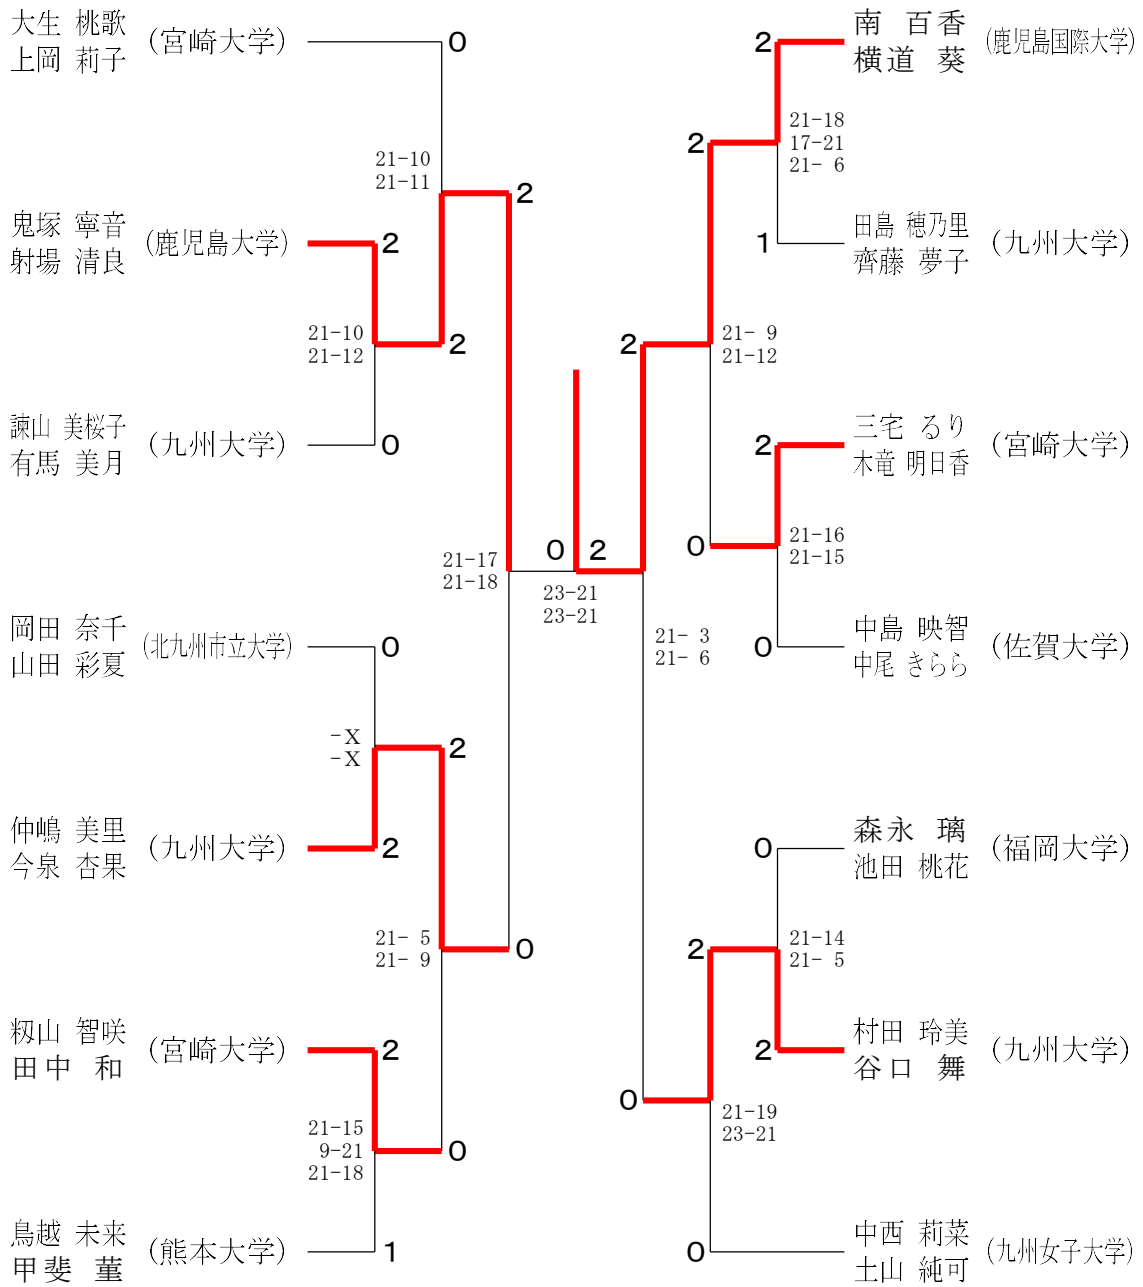 大生 桃歌
上岡 莉子
(宮崎大学)
0
21-10
21-11
2
鬼塚 寧音
射場 清良
(鹿児島大学)
2
21-10
21-12
2
諫山 美桜子
有馬 美月
(九州大学)
0
21-17
21-18
岡田 奈千
山田 彩夏
(北九州市立大学)
0
-X
-X
2
仲嶋 美里
今泉 杏果
(九州大学)
2
21- 5
21- 9
0
籾山 智咲
田中 和
(宮崎大学)
2
21-15
9-21
21-18
0
鳥越 未来
甲斐 菫
(熊本大学)
1
0 2
23-21
23-21
2
南 百香
横道 葵
(鹿児島国際大学)
2
21-18
17-21
21- 6
2
田島 穂乃里
齊藤 夢子
(九州大学)
1
21- 9
21-12
三宅 るり
木竜 明日香
(宮崎大学)
2
21-16
21-15
0
中島 映智
中尾 きらら
(佐賀大学)
0
21- 3
21- 6
森永 璃
池田 桃花
(福岡大学)
0
21-14
21- 5
2
村田 玲美
谷口 舞
(九州大学)
2
0
21-19
23-21
中西 莉菜
土山 純可
(九州女子大学)
0